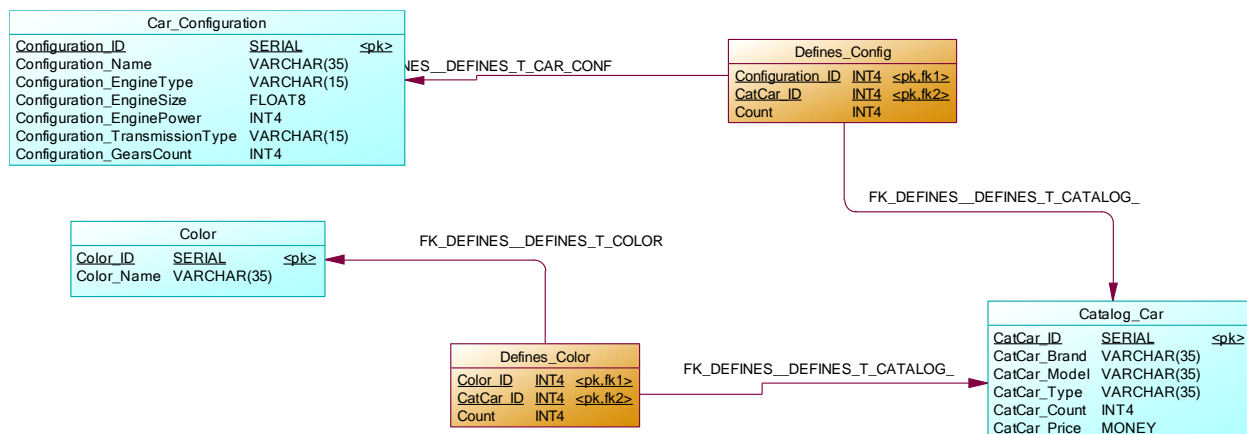 Car_Configuration
Configuration_ID SERIAL <pk>
Configuration_Name VARCHAR(35)
Configuration_EngineType VARCHAR(15)
Configuration_EngineSize FLOAT8
Configuration_EnginePower INT4
Configuration_TransmissionType VARCHAR(15)
Configuration_GearsCount INT4
NES__DEFINES_T_CAR_CONF
Defines_Config
Configuration_ID INT4 <pk,fk1>
CatCar_ID INT4 <pk,fk2>
Count INT4
FK_DEFINES__DEFINES_T_CATALOG_
Color
Color_ID SERIAL <pk>
Color_Name VARCHAR(35)
FK_DEFINES__DEFINES_T_COLOR
Defines_Color
Color_ID INT4 <pk,fk1>
CatCar_ID INT4 <pk,fk2>
Count INT4
FK_DEFINES__DEFINES_T_CATALOG_
Catalog_Car
CatCar_ID SERIAL <pk>
CatCar_Brand VARCHAR(35)
CatCar_Model VARCHAR(35)
CatCar_Type VARCHAR(35)
CatCar_Count INT4
CatCar_Price MONEY